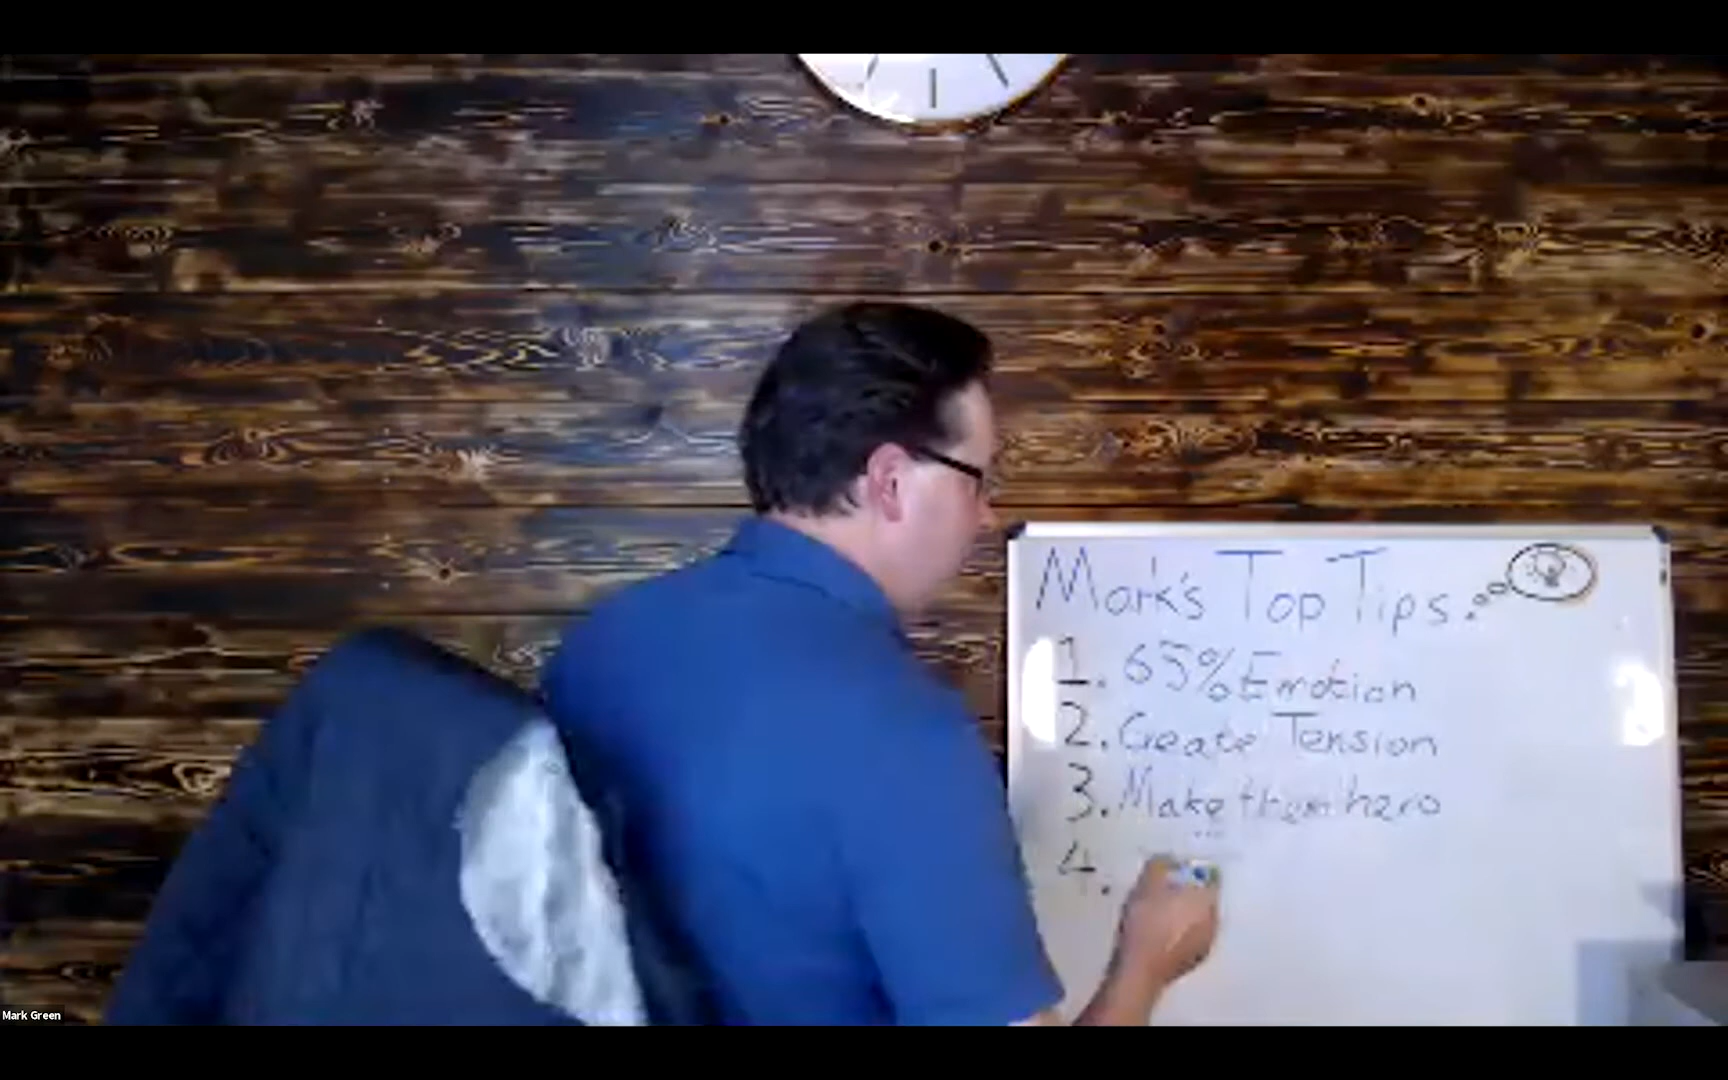 Mark's Top Tips.
1. 65% Emotion
2. Create Tension
3. Make them hero
4.
Mark Green